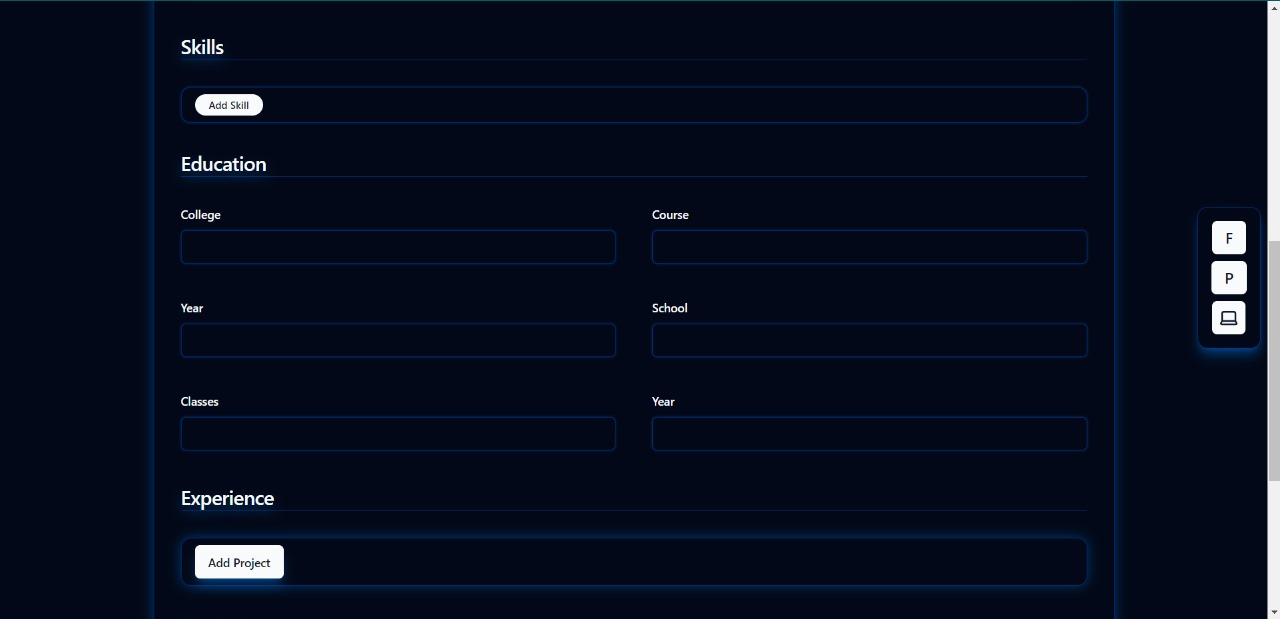 Skills
Add Skill
Education
College Course
F
P
Year School
Classes Year
Experience
Add Project